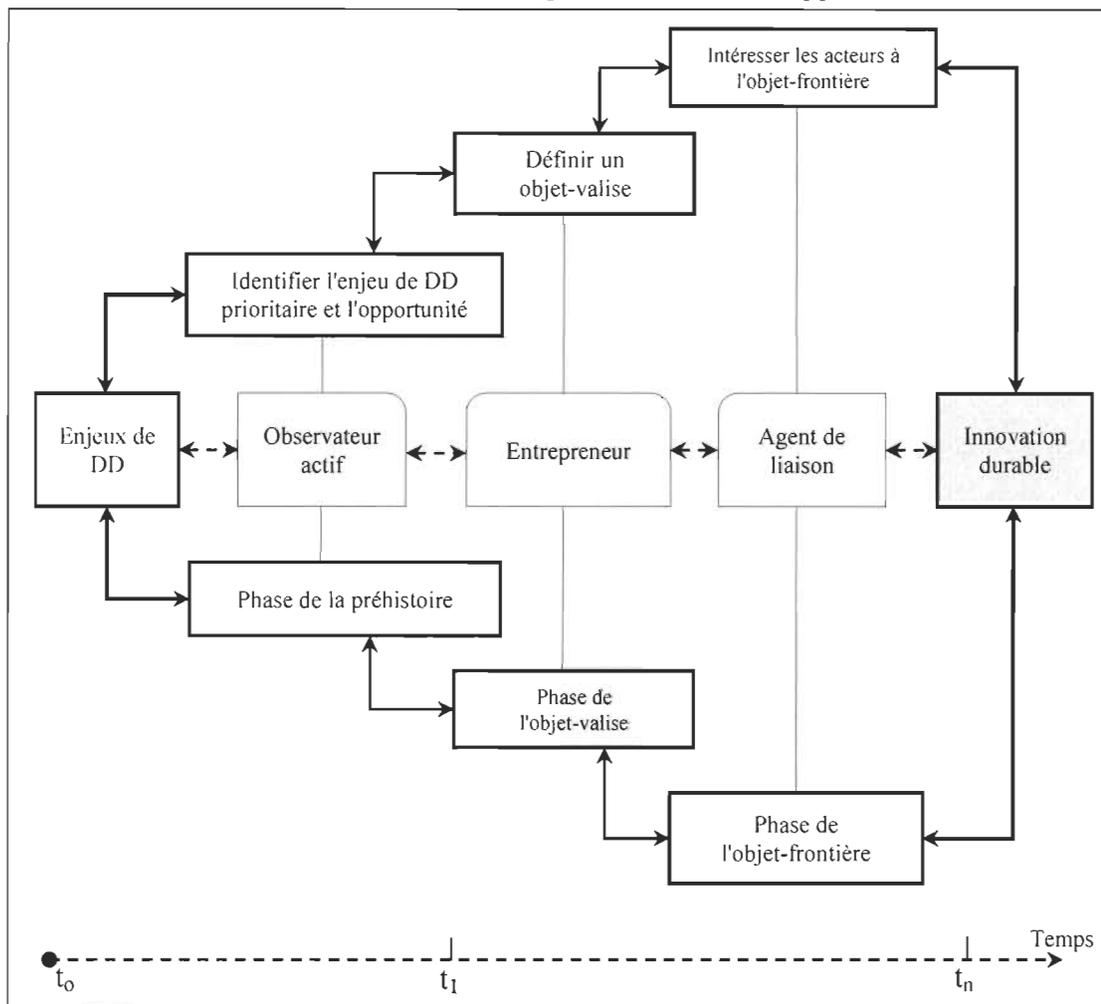 Intéresser les acteurs à
l'objet-frontière
Définir un
objet-valise
Identifier l'enjeu de DD
prioritaire et l'opportunité
Enjeux de
DD
Observateur
actif
Entrepreneur
Agent de
liaison
Innovation
durable
Phase de la préhistoire
Phase de
l'objet-valise
Phase de
l'objet-frontière
Temps
t₀
t₁
tₙ